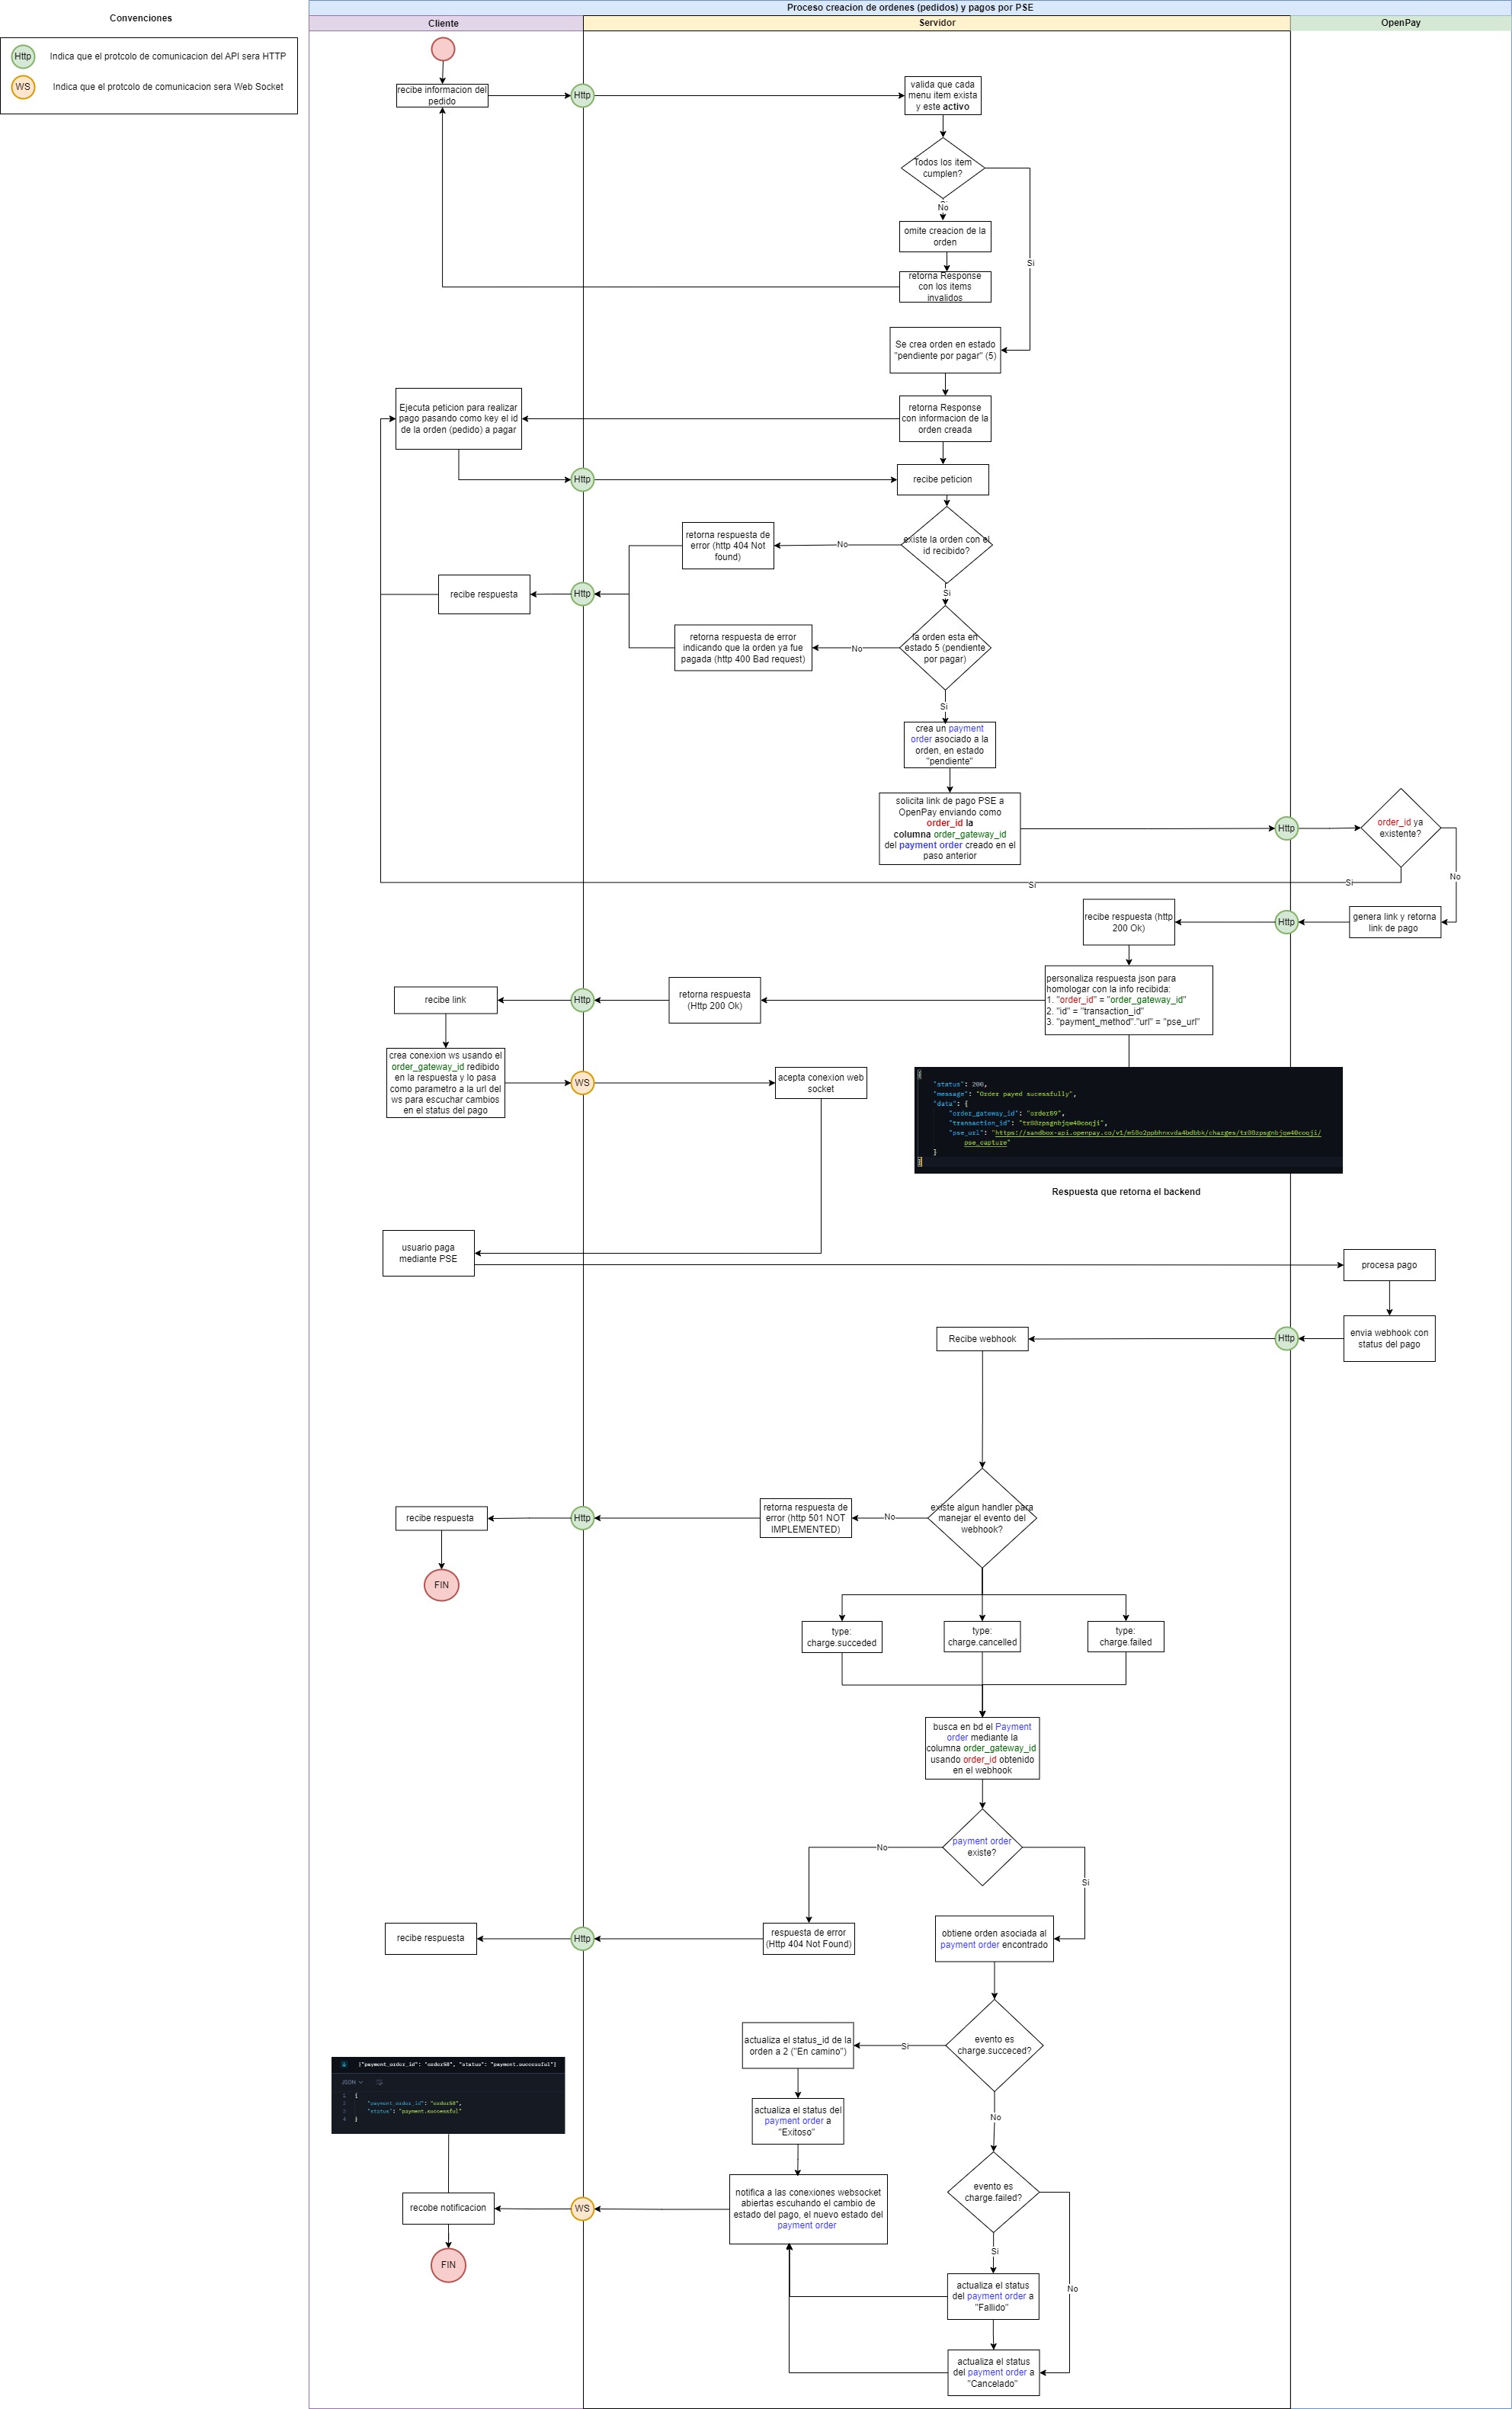 Convenciones
Http
Indica que el protcolo de comunicacion del API sera HTTP
WS
Indica que el protcolo de comunicacion sera Web Socket
Proceso creacion de ordenes (pedidos) y pagos por PSE
Cliente
Servidor
OpenPay
recibe informacion del
pedido
Http
valida que cada
menu item exista
y este activo
Todos los item
cumplen?
No
Si
omite creacion de la
orden
retorna Response
con los items
invalidos
Se crea orden en estado
"pendiente por pagar" (5)
Ejecuta peticion para realizar
pago pasando como key el id
de la orden (pedido) a pagar
retorna Response
con informacion de la
orden creada
Http
recibe peticion
retorna respuesta de
error (http 404 Not
found)
No
existe la orden con el
id recibido?
Si
recibe respuesta
Http
retorna respuesta de error
indicando que la orden ya fue
pagada (http 400 Bad request)
No
la orden esta en
estado 5 (pendiente
por pagar)
Si
crea un payment
order asociado a la
orden, en estado
"pendiente"
solicita link de pago PSE a
OpenPay enviando como
order_id la
columna order_gateway_id
del payment order creado en el
paso anterior
Http
order_id ya
existente?
No
Si
Si
recibe respuesta (http
200 Ok)
Http
genera link y retorna
link de pago
recibe link
Http
retorna respuesta
(Http 200 Ok)
personaliza respuesta json para
homologar con la info recibida:
1. "order_id" = "order_gateway_id"
2. "id" = "transaction_id"
3. "payment_method"."url" = "pse_url"
crea conexion ws usando el
order_gateway_id redibido
en la respuesta y lo pasa
como parametro a la url del
ws para escuchar cambios
en el status del pago
WS
acepta conexion web
socket
{
"status": 200,
"message": "Order payed sucessfully",
"data": {
"order_gateway_id": "order59",
"transaction_id": "tr88zpsgnbjqw40coqji",
"pse_url": "https://sandbox-api.openpay.co/v1/m58o2ppbhnxvda4bdbbk/charges/tr88zpsgnbjqw40coqji/
pse_capture"
}
}
Respuesta que retorna el backend
usuario paga
mediante PSE
procesa pago
Recibe webhook
Http
envia webhook con
status del pago
recibe respuesta
Http
retorna respuesta de
error (http 501 NOT
IMPLEMENTED)
No
existe algun handler para
manejar el evento del
webhook?
FIN
type:
charge.succeded
type:
charge.cancelled
type:
charge.failed
busca en bd el Payment
order mediante la
columna order_gateway_id
usando order_id obtenido
en el webhook
No
payment order
existe?
Si
recibe respuesta
Http
respuesta de error
(Http 404 Not Found)
obtiene orden asociada al
payment order encontrado
actualiza el status_id de la
orden a 2 ("En camino")
Si
evento es
charge.succeced?
No
{"payment_order_id": "order58", "status": "payment.successful"}
JSON
1 {
2 "payment_order_id": "order58",
3 "status": "payment.successful"
4 }
actualiza el status del
payment order a
"Exitoso"
recobe notificacion
WS
notifica a las conexiones websocket
abiertas escuhando el cambio de
estado del pago, el nuevo estado del
payment order
evento es
charge.failed?
Si
No
FIN
actualiza el status
del payment order a
"Fallido"
actualiza el status
del payment order a
"Cancelado"